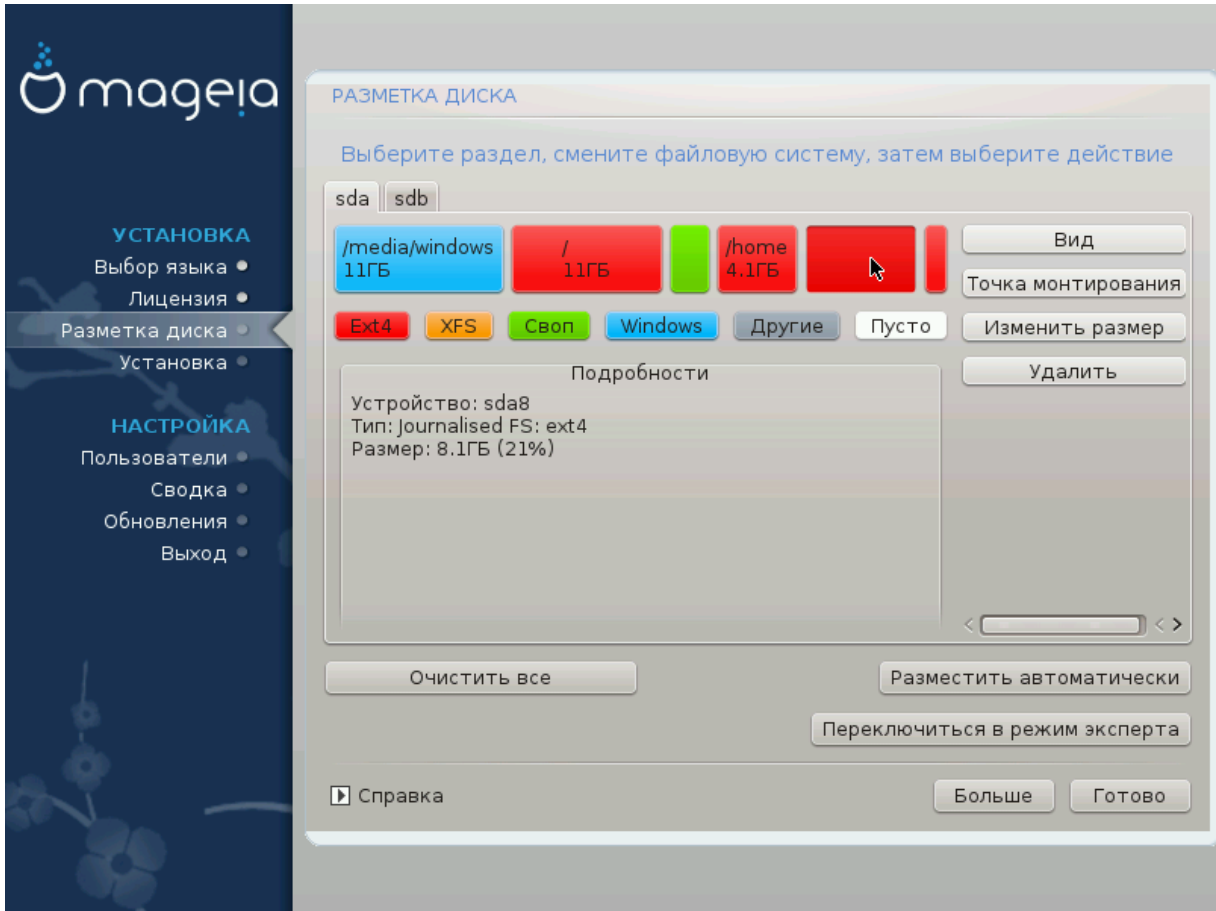 mageia
УСТАНОВКА
Выбор языка
Лицензия
Разметка диска
Установка
НАСТРОЙКА
Пользователи
Сводка
Обновления
Выход
РАЗМЕТКА ДИСКА
Выберите раздел, смените файловую систему, затем выберите действие
sda sdb
/media/windows
11ГБ
/
11ГБ
/home
4.1ГБ
Ext4 XFS Своп Windows Другие Пусто
Подробности
Устройство: sda8
Тип: Journalised FS: ext4
Размер: 8.1ГБ (21%)
Вид
Точка монтирования
Изменить размер
Удалить
Очистить все
Разместить автоматически
Переключиться в режим эксперта
Справка
Больше
Готово